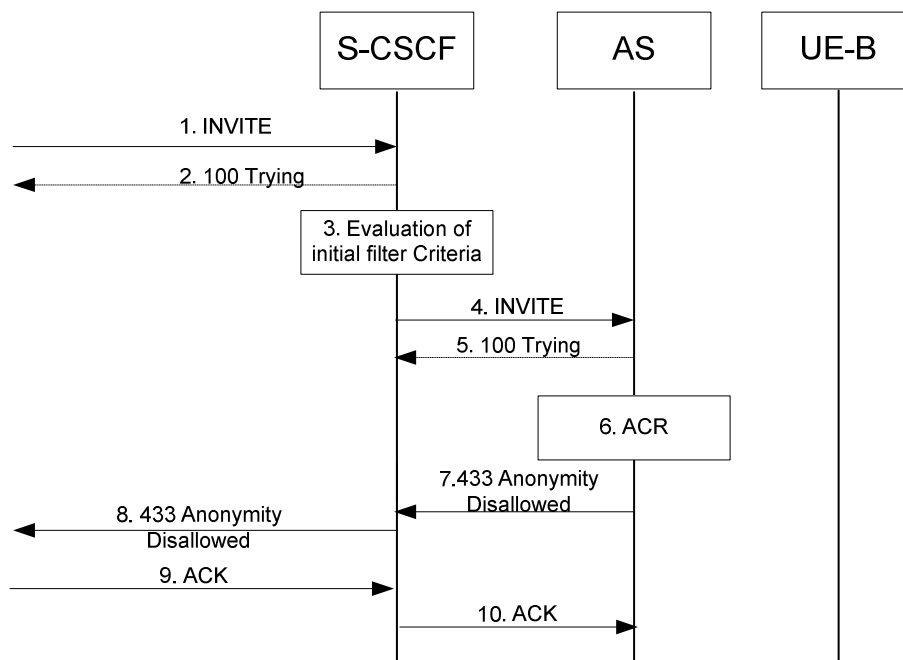 S-CSCF
AS
UE-B
1. INVITE
2. 100 Trying
3. Evaluation of
initial filter Criteria
4. INVITE
5. 100 Trying
6. ACR
7.433 Anonymity
Disallowed
8. 433 Anonymity
Disallowed
9. ACK
10. ACK